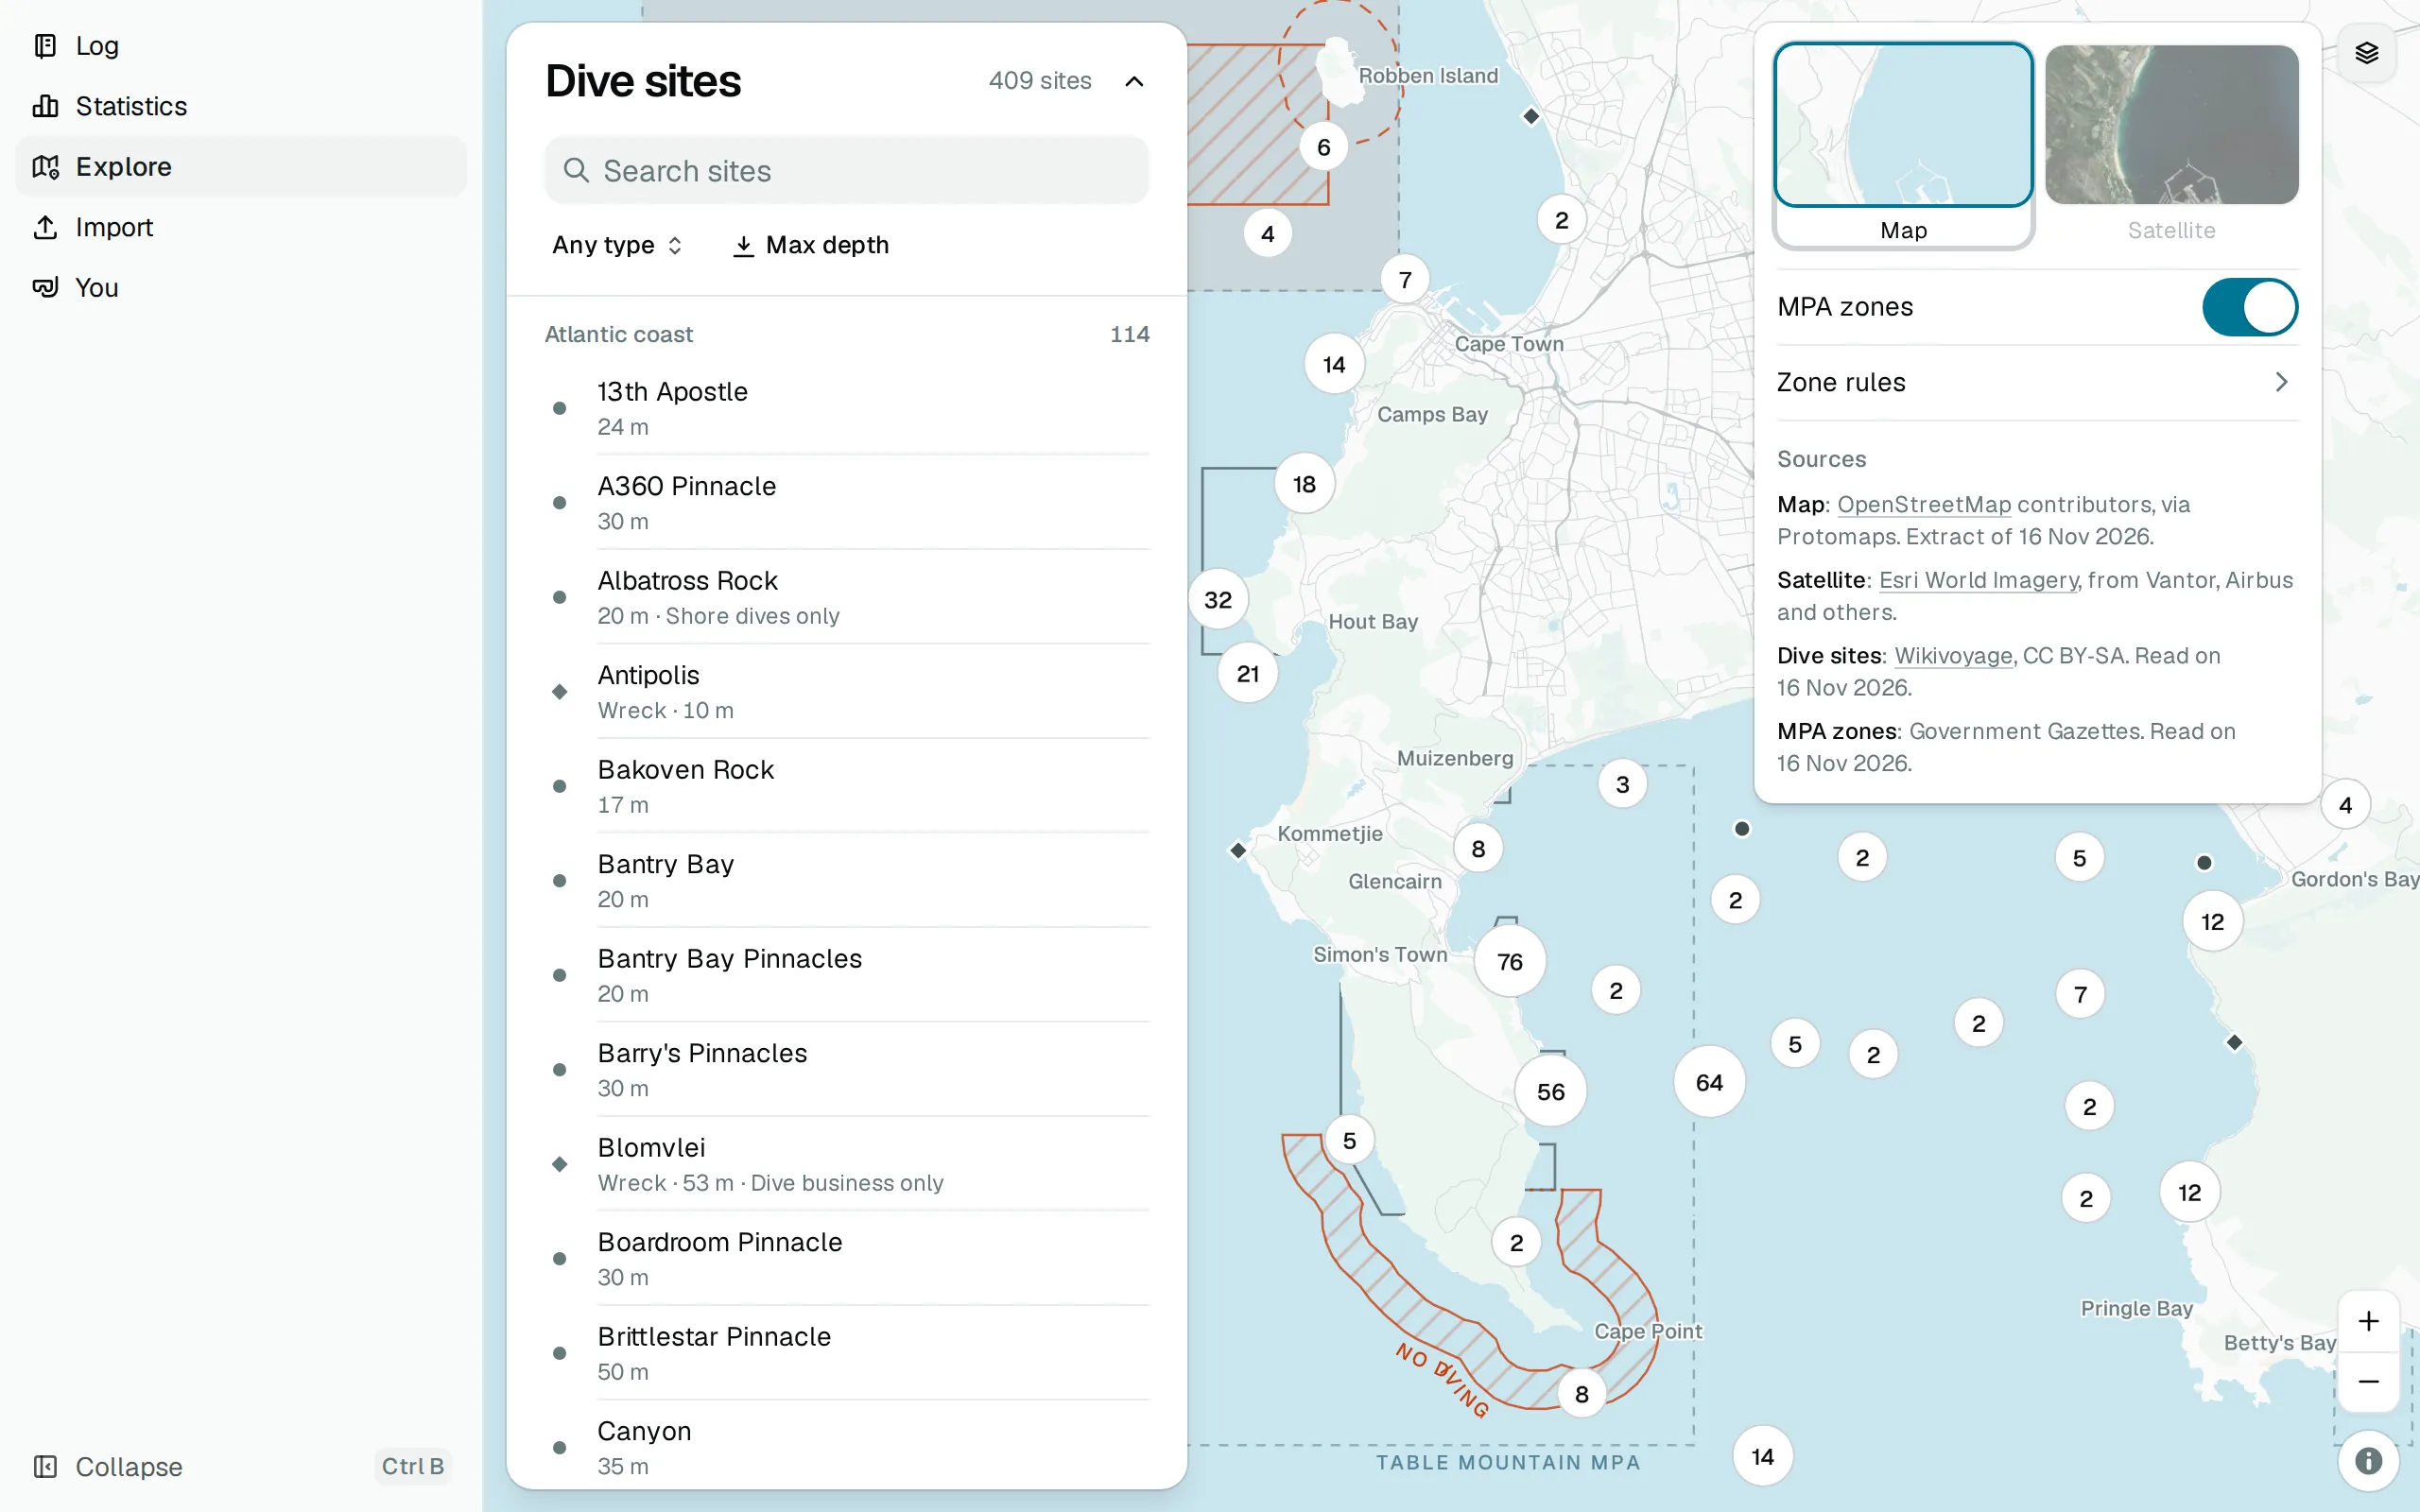 Log
Statistics
Explore
Import
You
Collapse
Ctrl B
Dive sites
409 sites
Search sites
Any type
Max depth
Atlantic coast
114
13th Apostle
24 m
A360 Pinnacle
30 m
Albatross Rock
20 m · Shore dives only
Antipolis
Wreck · 10 m
Bakoven Rock
17 m
Bantry Bay
20 m
Bantry Bay Pinnacles
20 m
Barry's Pinnacles
30 m
Blomvlei
Wreck · 53 m · Dive business only
Boardroom Pinnacle
30 m
Brittlestar Pinnacle
50 m
Canyon
35 m
Robben Island
6
4
2
7
Cape Town
14
Camps Bay
18
32
Hout Bay
21
Muizenberg
3
Kommetjie
8
Glencairn
2
2
5
4
Gordon's Bay
12
Simon's Town
76
2
7
2
5
2
56
64
2
5
2
12
2
Pringle Bay
Cape Point
Betty's Bay
NO DIVING
8
14
TABLE MOUNTAIN MPA
Map
Satellite
MPA zones
Zone rules
Sources
Map: OpenStreetMap contributors, via
Protomaps. Extract of 16 Nov 2026.
Satellite: Esri World Imagery, from Vantor, Airbus
and others.
Dive sites: Wikivoyage, CC BY-SA. Read on
16 Nov 2026.
MPA zones: Government Gazettes. Read on
16 Nov 2026.